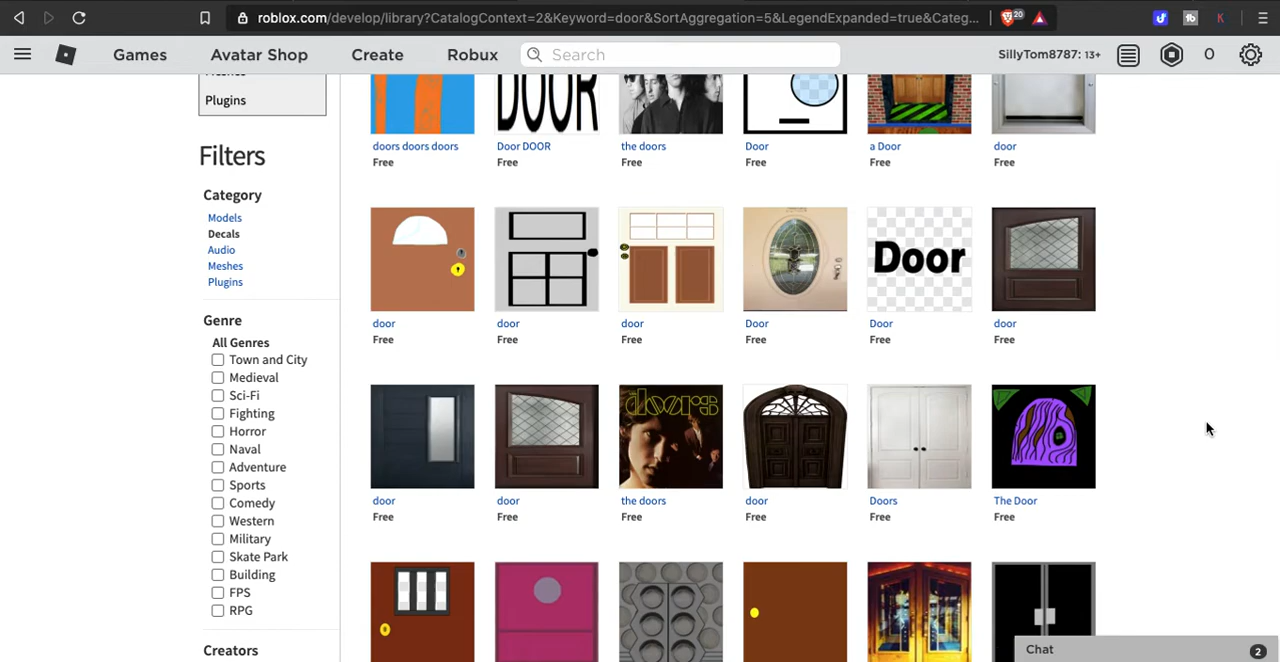 roblox.com/develop/library?CatalogContext=2&Keyword=door&SortAggregation=5&LegendExpanded=true&Categ...
20
Games
Avatar Shop
Create
Robux
Search
SillyTom8787: 13+
0
Plugins
Filters
Category
Models
Decals
Audio
Meshes
Plugins
Genre
All Genres
Town and City
Medieval
Sci-Fi
Fighting
Horror
Naval
Adventure
Sports
Comedy
Western
Military
Skate Park
Building
FPS
RPG
Creators
DOOR
doors doors doors
Free
Door DOOR
Free
the doors
Free
Door
Free
a Door
Free
door
Free
Door
door
Free
door
Free
door
Free
Door
Free
Door
Free
door
Free
the doors
door
Free
door
Free
the doors
Free
door
Free
Doors
Free
The Door
Free
Chat
2